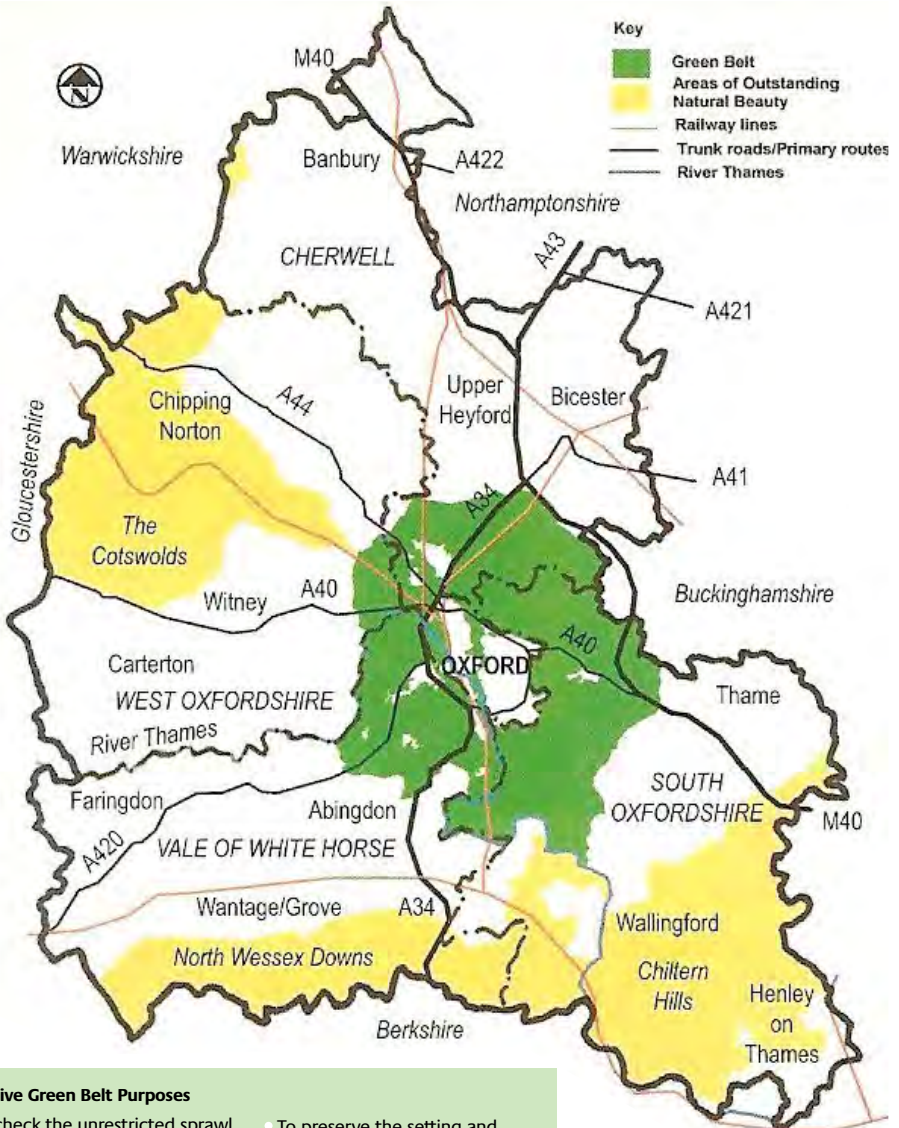 Key
Green Belt
Areas of Outstanding
Natural Beauty
Railway lines
Trunk roads/Primary routes
River Thames
N
M40
Warwickshire
Banbury
A422
Northamptonshire
CHERWELL
A43
A421
Upper
Heyford
Bicester
Chipping
Norton
A44
Gloucestershire
A41
A34
The
Cotswolds
Witney
A40
Buckinghamshire
A40
OXFORD
Carterton
WEST OXFORDSHIRE
Thame
River Thames
SOUTH
OXFORDSHIRE
Faringdon
Abingdon
M40
A420
VALE OF WHITE HORSE
Wantage/Grove
A34
Wallingford
North Wessex Downs
Chiltern
Hills
Henley
on
Thames
Berkshire
ive Green Belt Purposes
check the unrestricted sprawl
To preserve the setting and